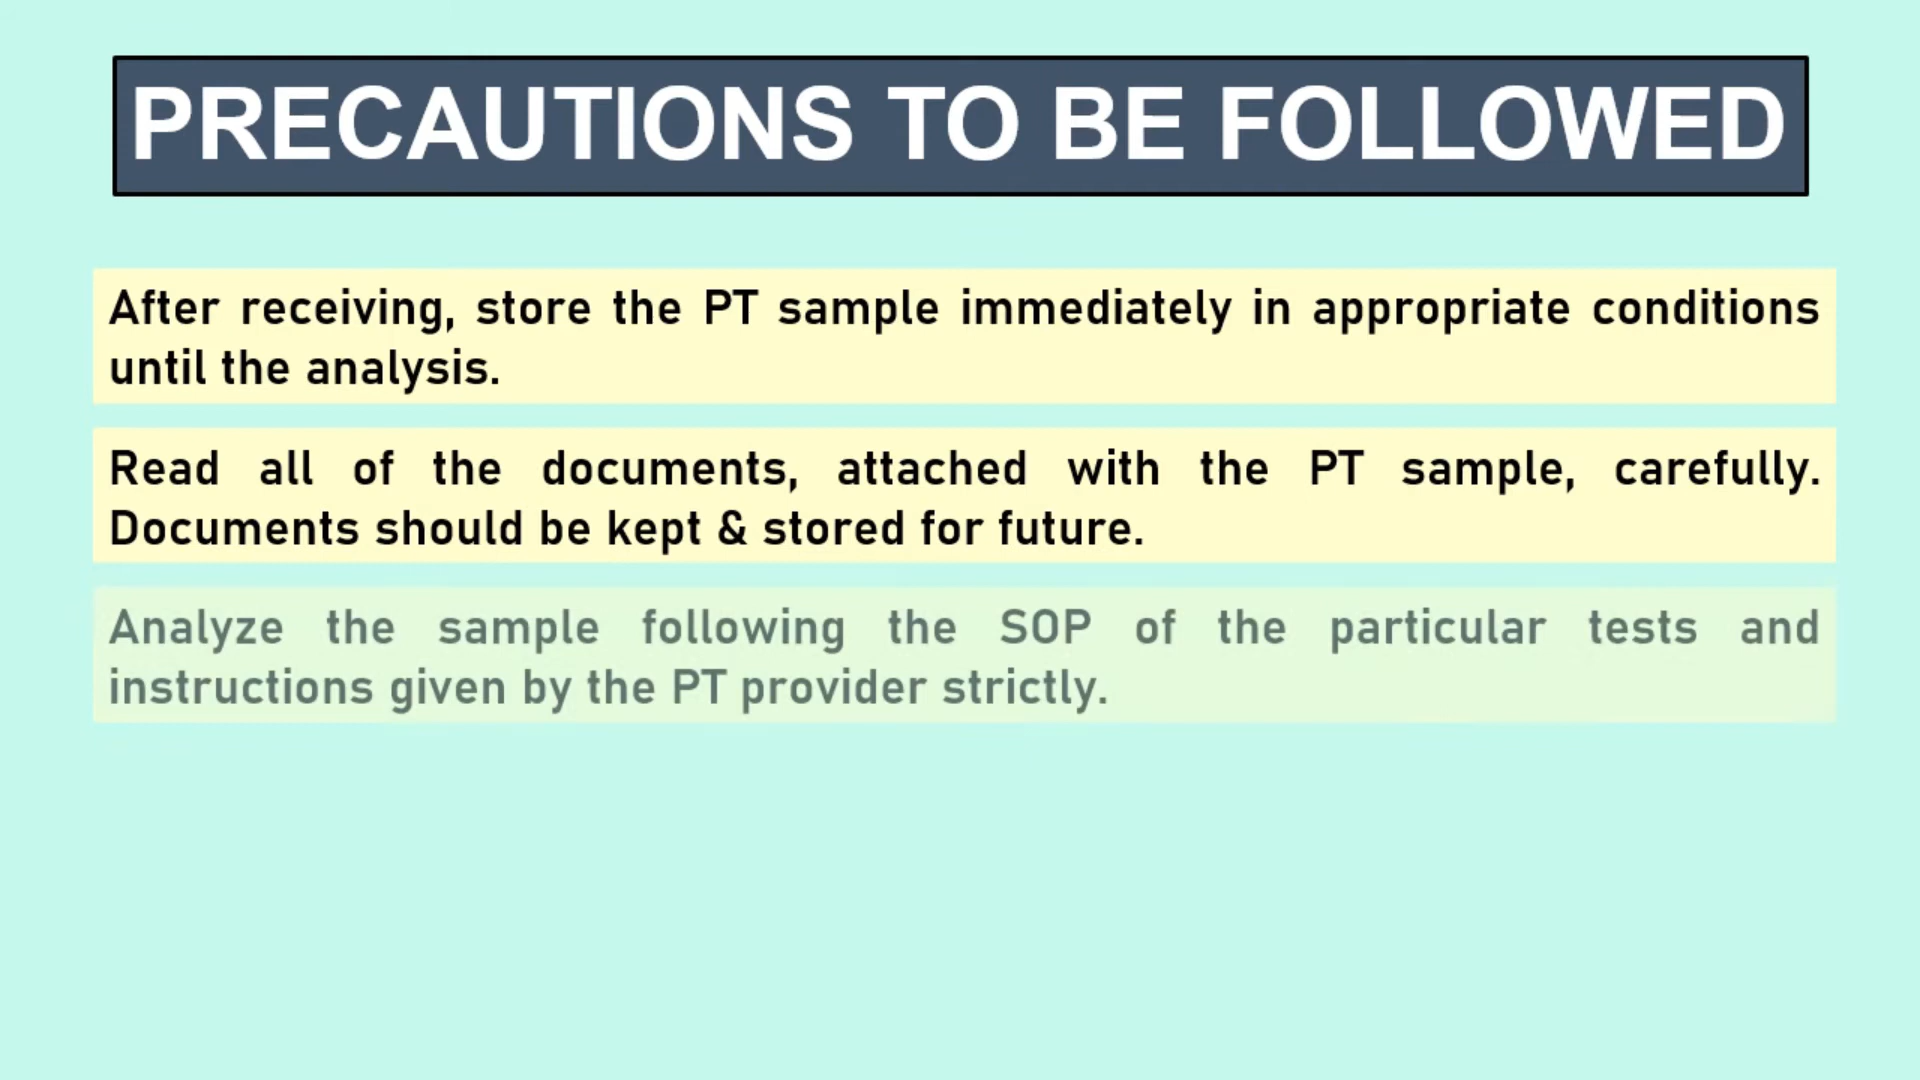 PRECAUTIONS TO BE FOLLOWED
After receiving, store the PT sample immediately in appropriate conditions
until the analysis.
Read all of the documents, attached with the PT sample, carefully.
Documents should be kept & stored for future.
Analyze the sample following the SOP of the particular tests and
instructions given by the PT provider strictly.